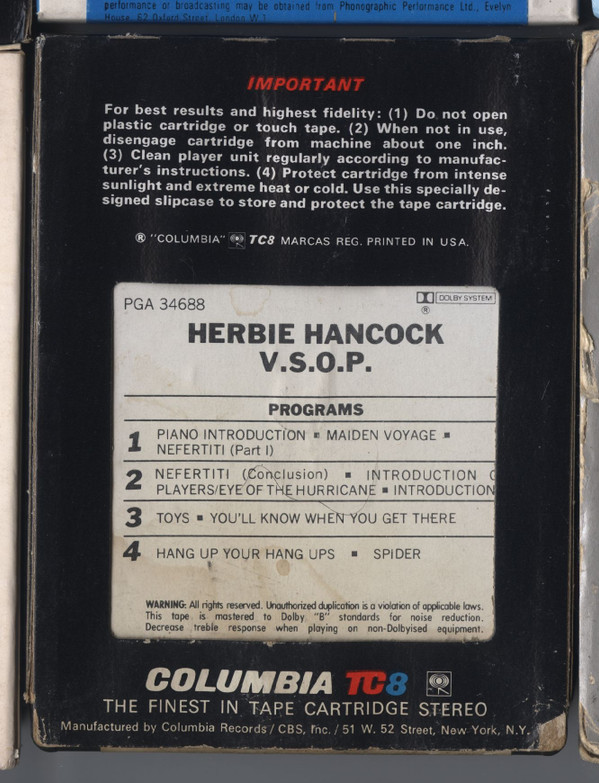 performance or broadcasting may be obtained from Phonographic Performance Ltd., Evelyn
House, 62 Oxford Street, London W.1
IMPORTANT
For best results and highest fidelity: (1) Do not open
plastic cartridge or touch tape. (2) When not in use,
disengage cartridge from machine about one inch.
(3) Clean player unit regularly according to manufac-
turer's instructions. (4) Protect cartridge from intense
sunlight and extreme heat or cold. Use this specially de-
signed slipcase to store and protect the tape cartridge.
® "COLUMBIA" TC8 MARCAS REG. PRINTED IN U.S.A.
PGA 34688
DOLBY SYSTEM
®
HERBIE HANCOCK
V.S.O.P.
PROGRAMS
1 PIANO INTRODUCTION ▪ MAIDEN VOYAGE ▪
NEFERTITI (Part I)
2 NEFERTITI (Conclusion) ▪ INTRODUCTION
PLAYERS/EYE OF THE HURRICANE ▪ INTRODUCTION
3 TOYS ▪ YOU'LL KNOW WHEN YOU GET THERE
4 HANG UP YOUR HANG UPS ▪ SPIDER
WARNING: All rights reserved. Unauthorized duplication is a violation of applicable laws.
This tape is mastered to Dolby "B" standards for noise reduction.
Decrease treble response when playing on non-Dolbyised equipment.
COLUMBIA TC8
THE FINEST IN TAPE CARTRIDGE STEREO
Manufactured by Columbia Records / CBS, Inc. / 51 W. 52 Street, New York, N.Y.